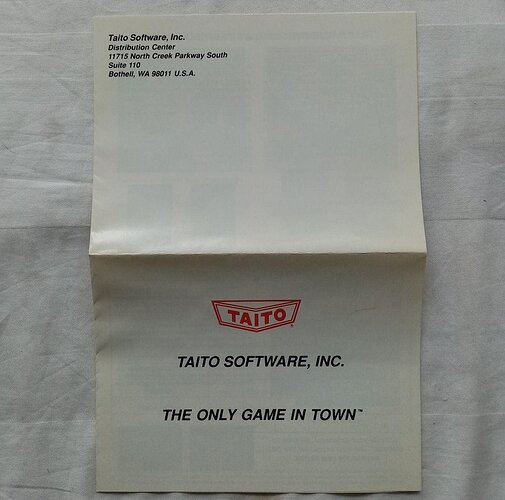 Taito Software, Inc.
Distribution Center
11715 North Creek Parkway South
Suite 110
Bothell, WA 98011 U.S.A.
TAITO
TAITO SOFTWARE, INC.
THE ONLY GAME IN TOWN™